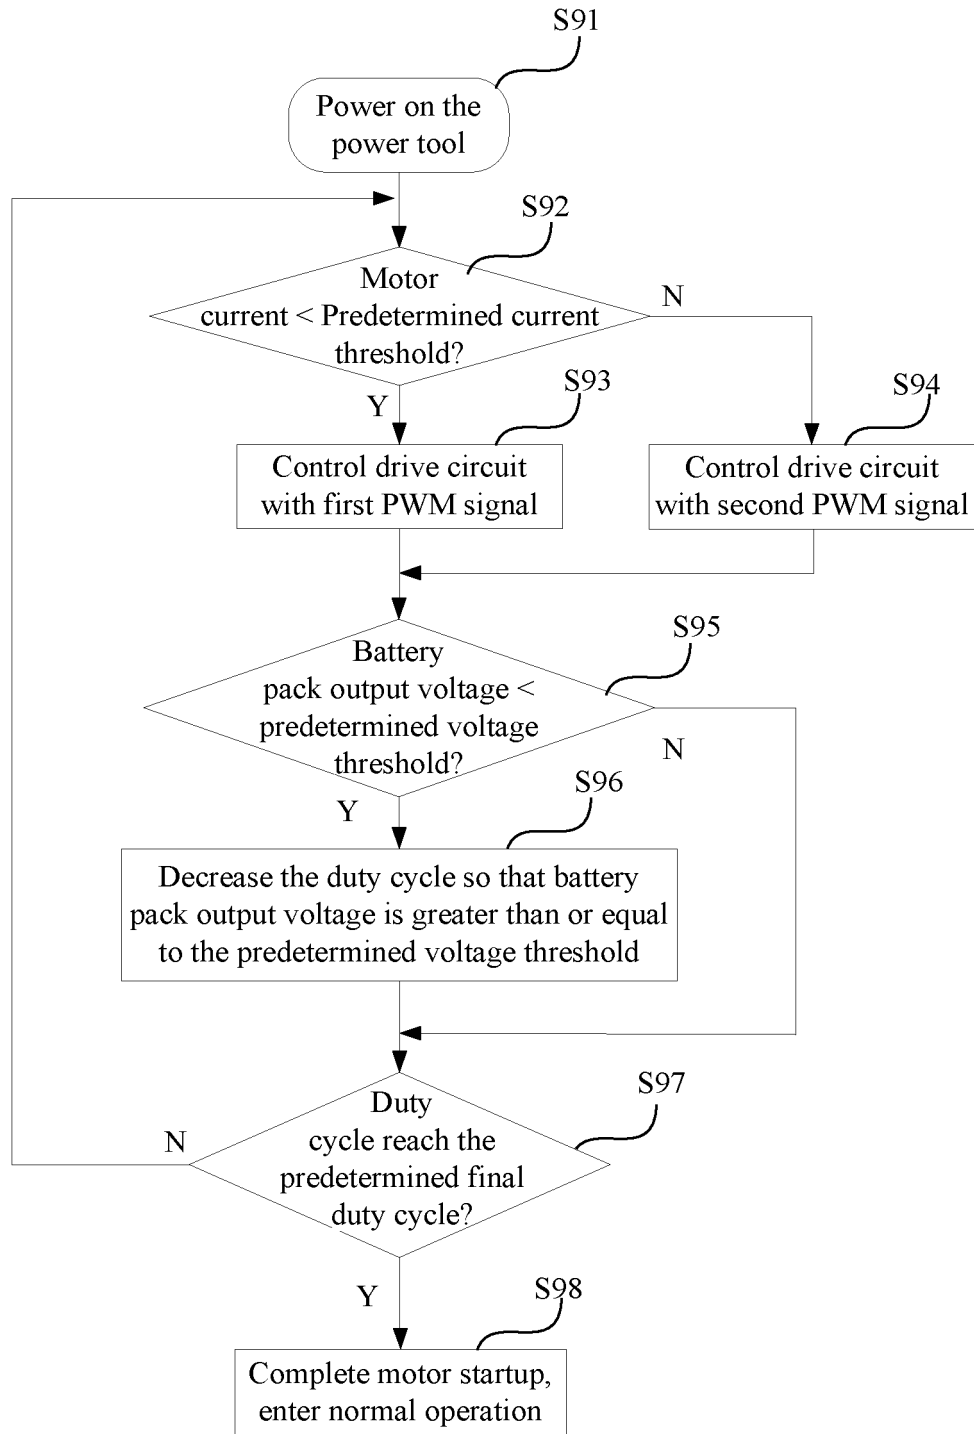 S91
Power on the
power tool
S92
Motor
current < Predetermined current
threshold?
N
Y
S93
S94
Control drive circuit
with first PWM signal
Control drive circuit
with second PWM signal
S95
Battery
pack output voltage <
predetermined voltage
threshold?
N
Y
S96
Decrease the duty cycle so that battery
pack output voltage is greater than or equal
to the predetermined voltage threshold
S97
Duty
cycle reach the
predetermined final
duty cycle?
N
Y
S98
Complete motor startup,
enter normal operation